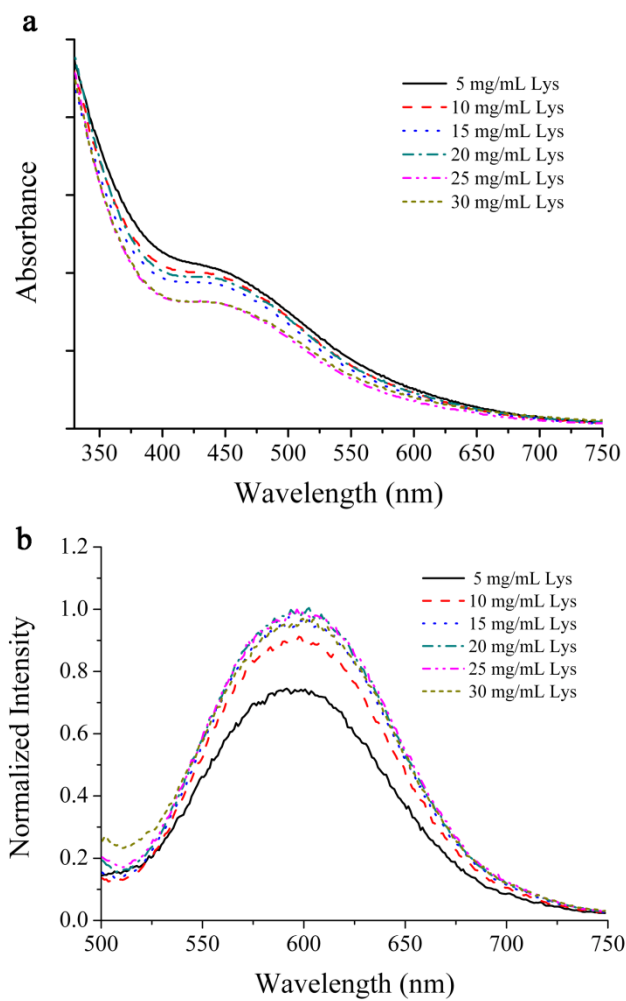 a
5 mg/mL Lys
10 mg/mL Lys
15 mg/mL Lys
20 mg/mL Lys
25 mg/mL Lys
30 mg/mL Lys
Absorbance
350 400 450 500 550 600 650 700 750
Wavelength (nm)
b
1.2
1.0
0.8
0.6
0.4
0.2
0.0
5 mg/mL Lys
10 mg/mL Lys
15 mg/mL Lys
20 mg/mL Lys
25 mg/mL Lys
30 mg/mL Lys
Normalized Intensity
500 550 600 650 700 750
Wavelength (nm)